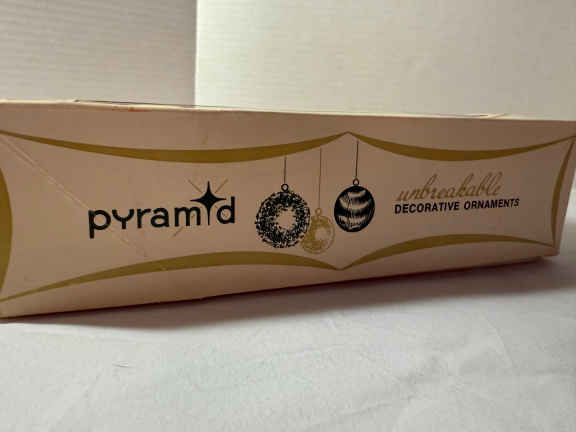 pyramid
unbreakable
DECORATIVE ORNAMENTS